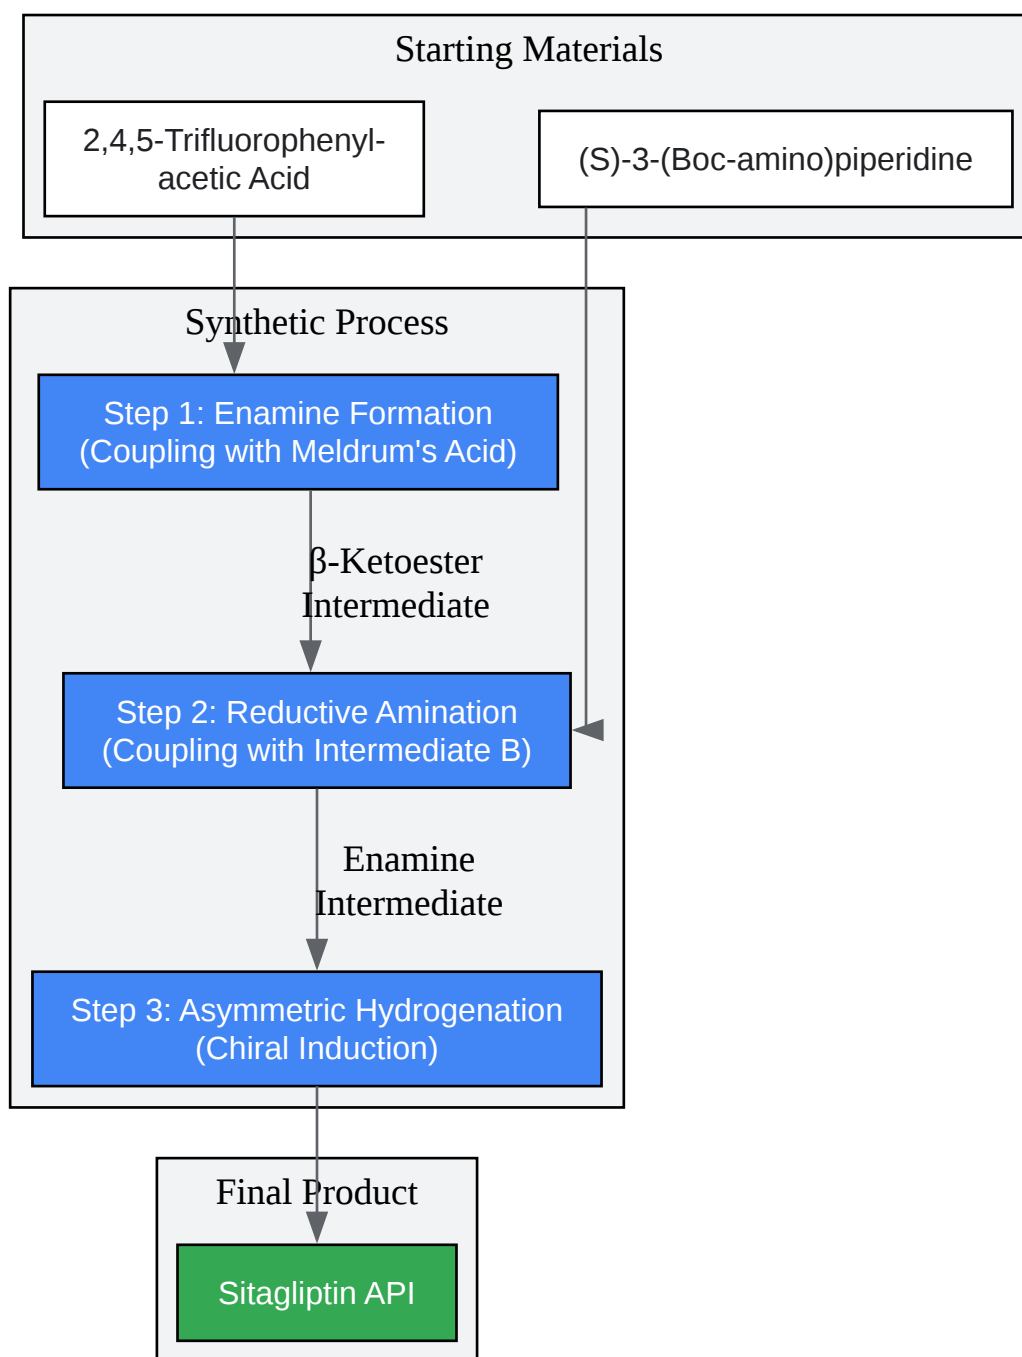 Starting Materials
2,4,5-Trifluorophenyl-
acetic Acid
(S)-3-(Boc-amino)piperidine
Synthetic Process
Step 1: Enamine Formation
(Coupling with Meldrum's Acid)
β-Ketoester
Intermediate
Step 2: Reductive Amination
(Coupling with Intermediate B)
Enamine
Intermediate
Step 3: Asymmetric Hydrogenation
(Chiral Induction)
Final Product
Sitagliptin API